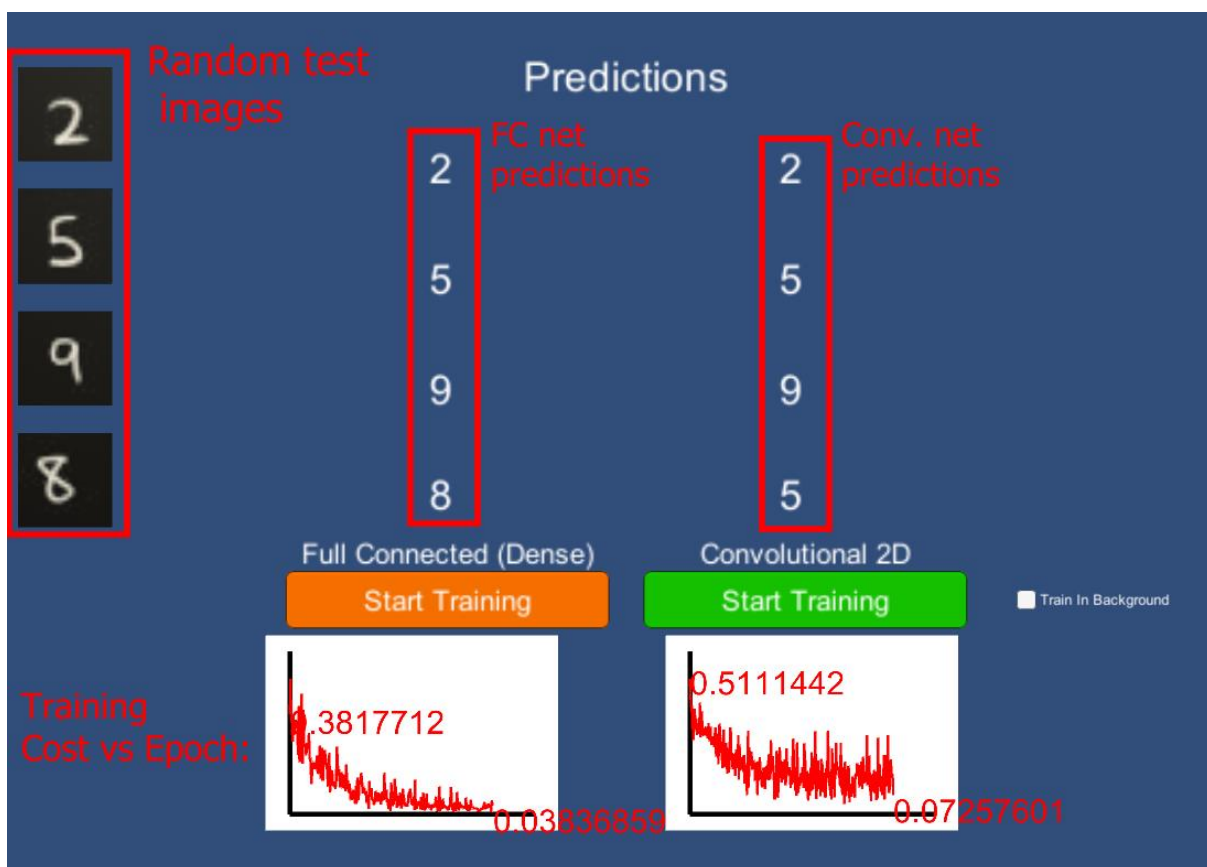 Random test
images
Predictions
FC net
predictions
Conv. net
predictions
2
2
2
5
5
5
9
9
9
8
8
5
Full Connected (Dense)
Convolutional 2D
Start Training
Start Training
Train In Background
Training
Cost vs Epoch:
0.3817712
0.03836859
0.5111442
0.07257601